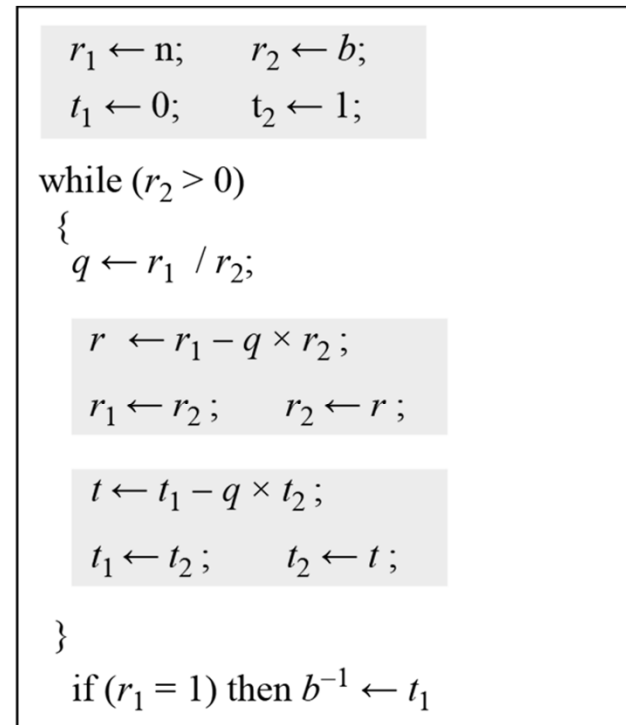 r₁ ← n; r₂ ← b;
t₁ ← 0; t₂ ← 1;
while (r₂ > 0)
{
q ← r₁ / r₂;
r ← r₁ − q × r₂ ;
r₁ ← r₂ ; r₂ ← r ;
t ← t₁ − q × t₂ ;
t₁ ← t₂ ; t₂ ← t ;
}
if (r₁ = 1) then b⁻¹ ← t₁